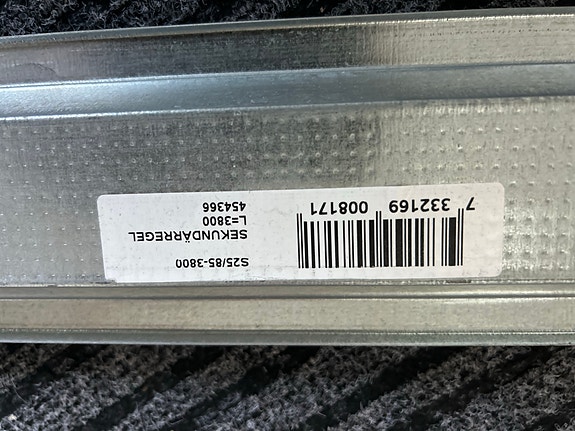 S25/85-3800
SEKUNDÄRREGEL
L=3800
454366
7 332169 008171